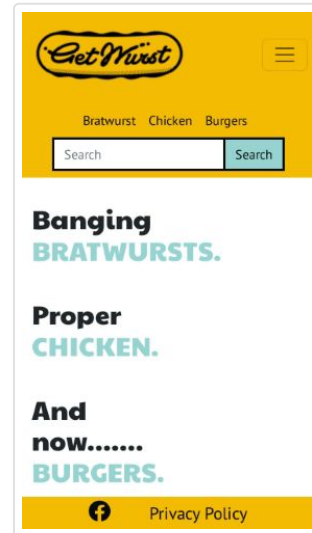 Get Würst
Bratwurst Chicken Burgers
Search Search
Banging
BRATWURSTS.
Proper
CHICKEN.
And
now.......
BURGERS.
Privacy Policy